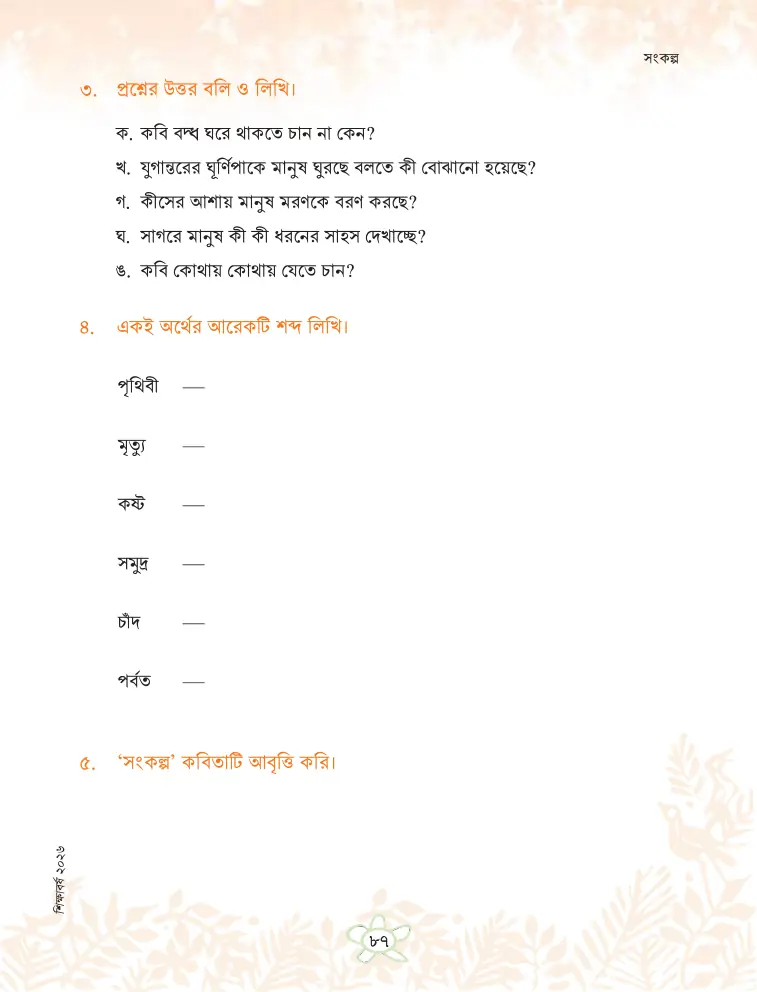 সংকল্প
৩. প্রশ্নের উত্তর বলি ও লিখি।
ক. কবি বদ্ধ ঘরে থাকতে চান না কেন?
খ. যুগান্তরের ঘূর্ণিপাকে মানুষ ঘুরছে বলতে কী বোঝানো হয়েছে?
গ. কীসের আশায় মানুষ মরণকে বরণ করছে?
ঘ. সাগরে মানুষ কী কী ধরনের সাহস দেখাচ্ছে?
ঙ. কবি কোথায় কোথায় যেতে চান?
৪. একই অর্থের আরেকটি শব্দ লিখি।
পৃথিবী —
মৃত্যু —
কষ্ট —
সমুদ্র —
চাঁদ —
পর্বত —
৫. ‘সংকল্প’ কবিতাটি আবৃত্তি করি।
শিক্ষাবর্ষ ২০২৬
৮৭